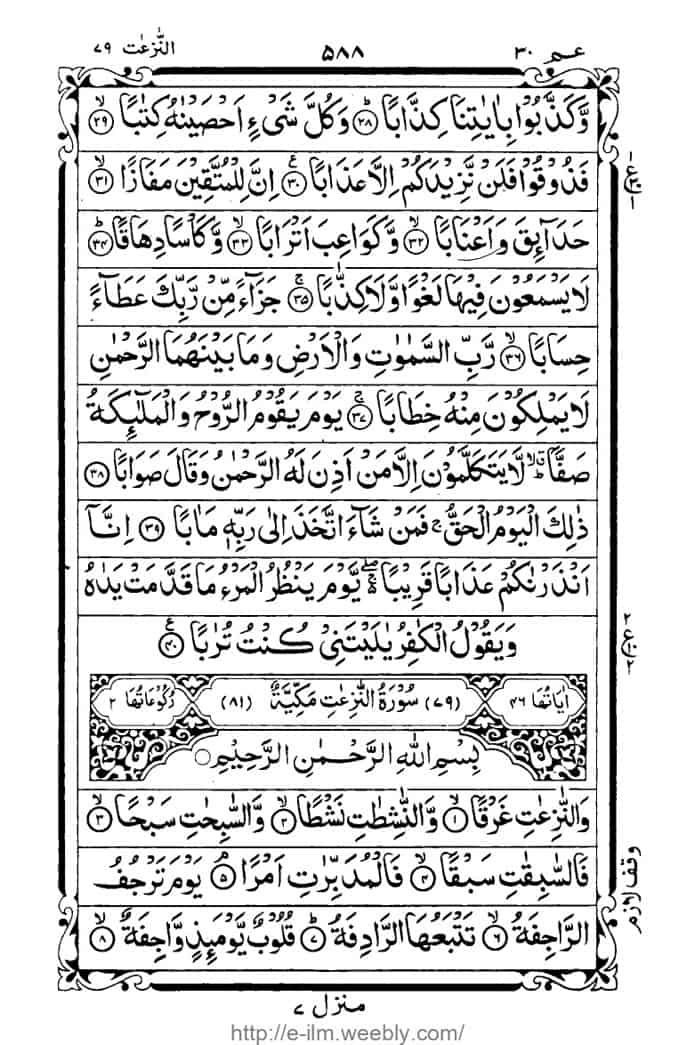 عـم ٣٠ ۵۸۸ النّٰزعٰت ٧٩
وَّكَذَّبُوْا بِاٰيٰتِنَا كِذَّابًا ﴿٢٨﴾ؕ وَكُلَّ شَىْءٍ اَحْصَيْنٰهُ كِتٰبًا ﴿٢٩﴾ۙ
فَذُوْقُوْا فَلَنْ نَّزِيْدَكُمْ اِلَّا عَذَابًا ﴿٣٠﴾ع اِنَّ لِلْمُتَّقِيْنَ مَفَازًا ﴿٣١﴾ۙ
حَدَآئِقَ وَاَعْنَابًا ﴿٣٢﴾ۙ وَّكَوَاعِبَ اَتْرَابًا ﴿٣٣﴾ۙ وَّكَاْسًا دِهَاقًا ﴿٣٤﴾ؕ
لَا يَسْمَعُوْنَ فِيْهَا لَغْوًا وَّلَا كِذّٰبًا ﴿٣٥﴾ۚ جَزَآءً مِّنْ رَّبِّكَ عَطَآءً
حِسَابًا ﴿٣٦﴾ۙ رَّبِّ السَّمٰوٰتِ وَالْاَرْضِ وَمَا بَيْنَهُمَا الرَّحْمٰنِ
لَا يَمْلِكُوْنَ مِنْهُ خِطَابًا ﴿٣٧﴾ۚ يَوْمَ يَقُوْمُ الرُّوْحُ وَالْمَلٰٓئِكَةُ
صَفًّا ؕۙ لَّا يَتَكَلَّمُوْنَ اِلَّا مَنْ اَذِنَ لَهُ الرَّحْمٰنُ وَقَالَ صَوَابًا ﴿٣٨﴾
ذٰلِكَ الْيَوْمُ الْحَقُّ ۚ فَمَنْ شَآءَ اتَّخَذَ اِلٰى رَبِّهٖ مَاٰبًا ﴿٣٩﴾ اِنَّاۤ
اَنْذَرْنٰكُمْ عَذَابًا قَرِيْبًا ۖۚ يَّوْمَ يَنْظُرُ الْمَرْءُ مَا قَدَّمَتْ يَدٰهُ
وَيَقُوْلُ الْكٰفِرُ يٰلَيْتَنِىْ كُنْتُ تُرٰبًا ﴿٤٠﴾ع
اٰيَاتُهَا ٤٦ (٧٩) سُوْرَةُ النّٰزِعٰتِ مَكِّيَّةٌ (٨١) رُكُوْعَاتُهَا ٢
بِسْمِ اللّٰهِ الرَّحْمٰنِ الرَّحِيْمِ ○
وَالنّٰزِعٰتِ غَرْقًا ﴿١﴾ۙ وَّالنّٰشِطٰتِ نَشْطًا ﴿٢﴾ۙ وَّالسّٰبِحٰتِ سَبْحًا ﴿٣﴾ۙ
فَالسّٰبِقٰتِ سَبْقًا ﴿٤﴾ۙ فَالْمُدَبِّرٰتِ اَمْرًا ﴿٥﴾ۘ يَوْمَ تَرْجُفُ
الرَّاجِفَةُ ﴿٦﴾ۙ تَتْبَعُهَا الرَّادِفَةُ ﴿٧﴾ؕ قُلُوْبٌ يَّوْمَئِذٍ وَّاجِفَةٌ ﴿٨﴾ۙ
وقف لازم
منزل ٧
http://e-ilm.weebly.com/